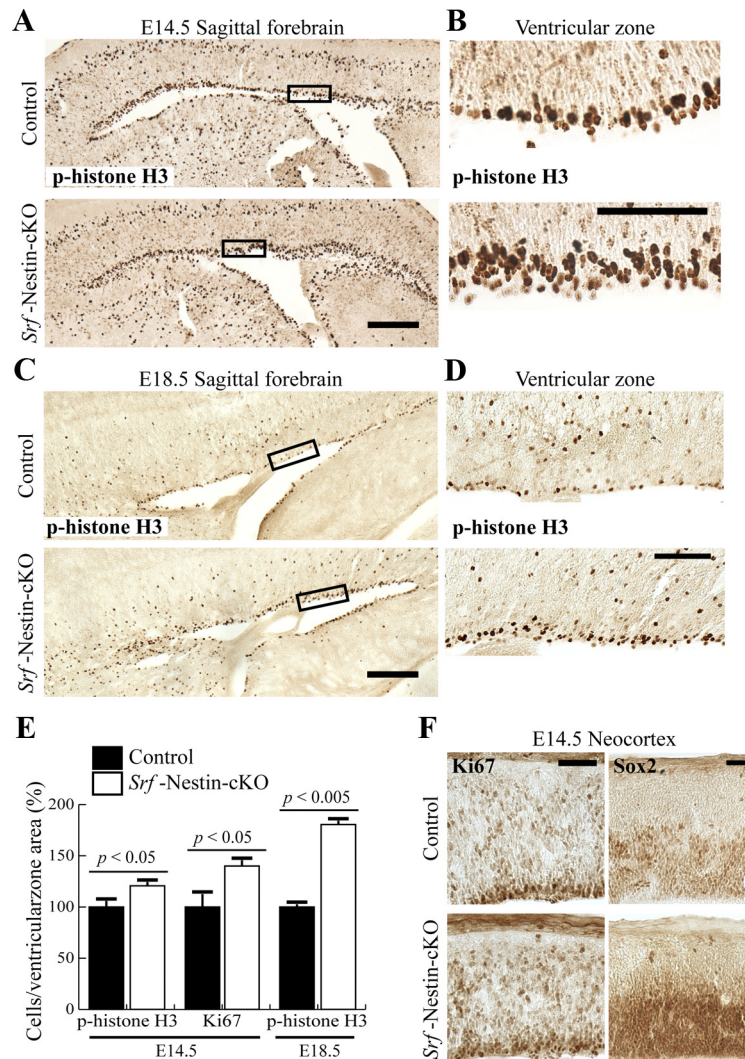 A
E14.5 Sagittal forebrain
Control
p-histone H3
Srf -Nestin-cKO
B
Ventricular zone
p-histone H3
C
E18.5 Sagittal forebrain
Control
p-histone H3
Srf -Nestin-cKO
D
Ventricular zone
p-histone H3
E
Control
Srf -Nestin-cKO
Cells/ventricularzone area (%)
200
150
100
50
0
p < 0.05
p < 0.05
p < 0.005
p-histone H3
Ki67
p-histone H3
E14.5
E18.5
F
E14.5 Neocortex
Ki67
Sox2
Control
Srf -Nestin-cKO